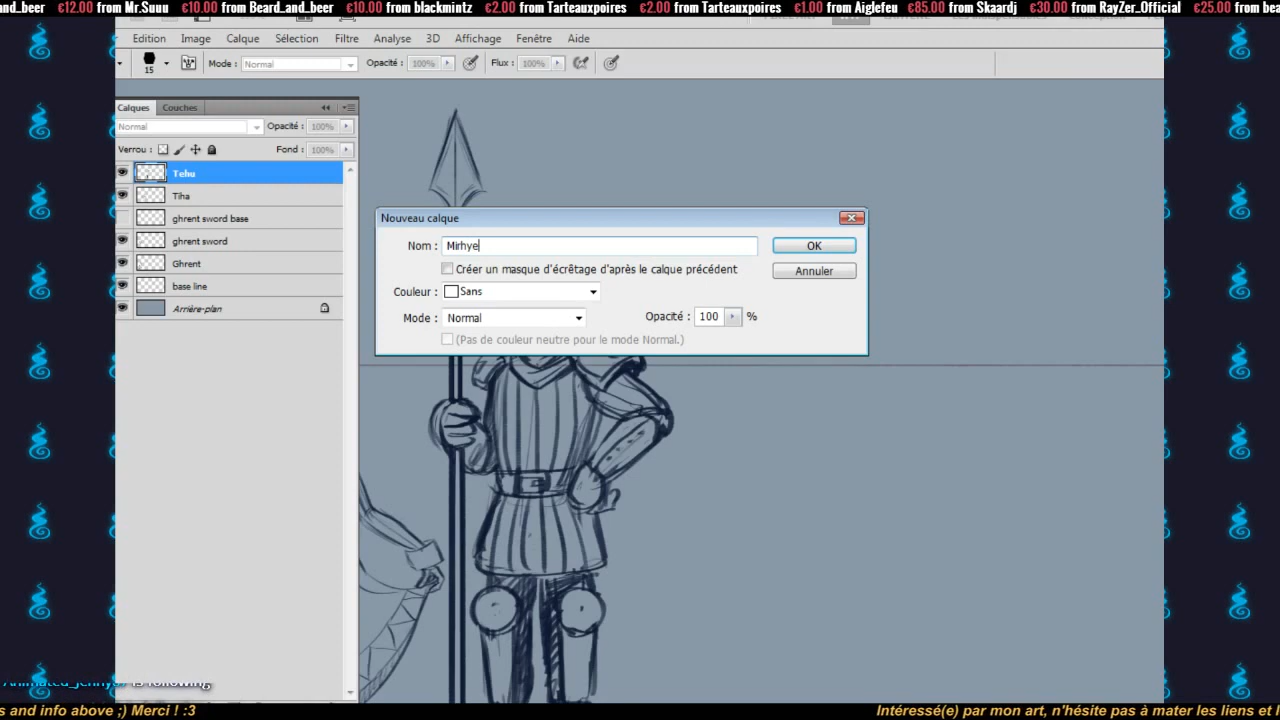 nd_beer €12.00 from Mr.Suuu €10.00 from Beard_and_beer €10.00 from blackmintz €2.00 from Tarteauxpoires €2.00 from Tarteauxpoires €1.00 from Aiglefeu €85.00 from Skaardj €30.00 from RayZer_Official €25.00 from bea
Edition Image Calque Sélection Filtre Analyse 3D Affichage Fenêtre Aide
15 Mode : Normal Opacité : 100% Flux : 100%
Calques Couches
Normal Opacité : 100%
Verrou : Fond : 100%
Tehu
Tiha
ghrent sword base
ghrent sword
Ghrent
base line
Arrière-plan
Nouveau calque
Nom : Mirhye OK
Créer un masque d'écrêtage d'après le calque précédent Annuler
Couleur : Sans
Mode : Normal Opacité : 100 %
(Pas de couleur neutre pour le mode Normal.)
is following
s and info above ;) Merci ! :3 Intéressé(e) par mon art, n'hésite pas à mater les liens et l